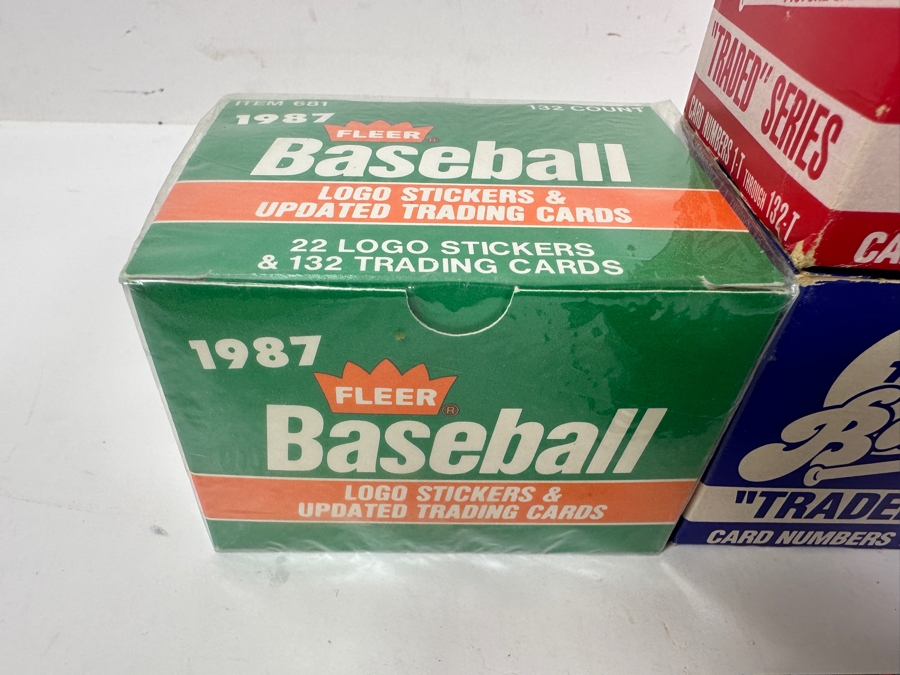 ITEM 681
132 COUNT
1987
FLEER
Baseball
LOGO STICKERS &
UPDATED TRADING CARDS
22 LOGO STICKERS
& 132 TRADING CARDS
1987
FLEER®
Baseball
LOGO STICKERS &
UPDATED TRADING CARDS
"TRADED" SERIES
CARD NUMBERS 1-T THROUGH 132-T
CA
T
B
"TRADE
CARD NUMBERS